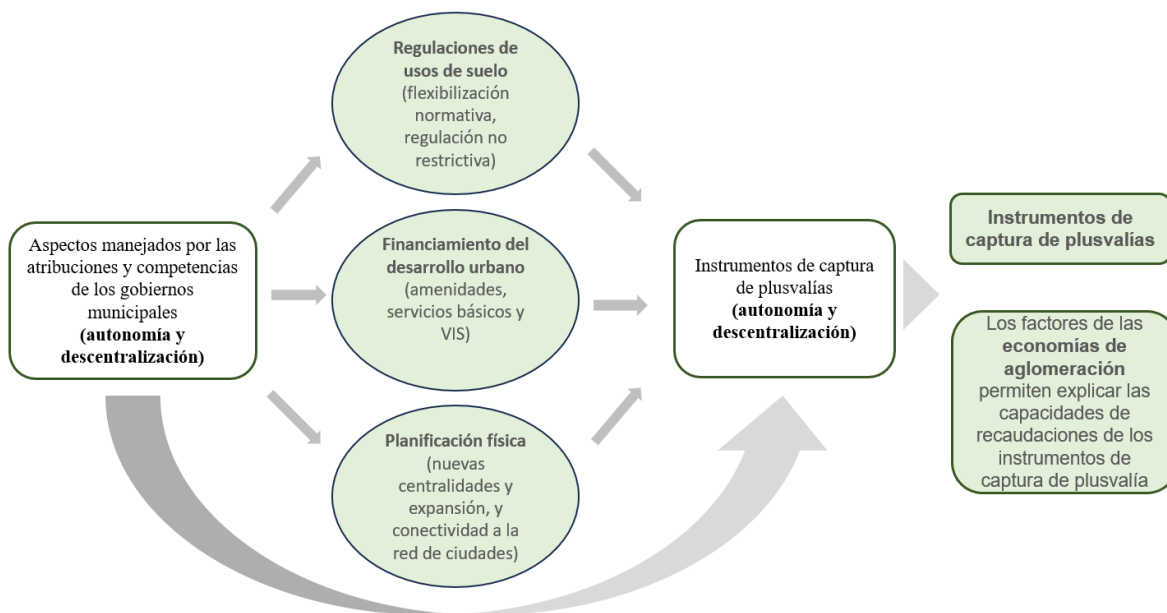 Regulaciones de
usos de suelo
(flexibilización
normativa,
regulación no
restrictiva)
Aspectos manejados por las
atribuciones y competencias
de los gobiernos
municipales
(autonomía y
descentralización)
Financiamiento del
desarrollo urbano
(amenidades,
servicios básicos y
VIS)
Planificación física
(nuevas
centralidades y
expansión, y
conectividad a la
red de ciudades)
Instrumentos de captura
de plusvalías
(autonomía y
descentralización)
Instrumentos de
captura de plusvalías
Los factores de las
economías de
aglomeración
permiten explicar las
capacidades de
recaudaciones de los
instrumentos de
captura de plusvalía